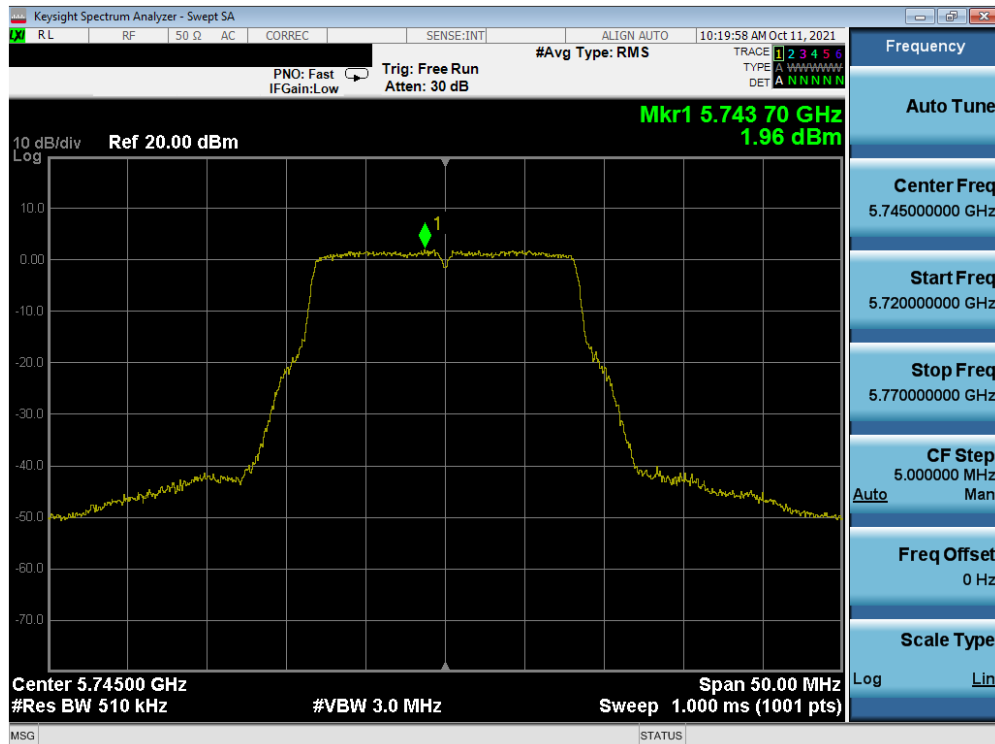 Keysight Spectrum Analyzer - Swept SA
LXI RL RF 50 Ω AC CORREC SENSE:INT ALIGN AUTO 10:19:58 AM Oct 11, 2021
#Avg Type: RMS
TRACE 1 2 3 4 5 6
PNO: Fast Trig: Free Run
TYPE A WWWWW
IFGain:Low Atten: 30 dB
DET A N N N N N
Mkr1 5.743 70 GHz
1.96 dBm
10 dB/div Ref 20.00 dBm
Log
1
10.0
0.00
-10.0
-20.0
-30.0
-40.0
-50.0
-60.0
-70.0
Center 5.74500 GHz Span 50.00 MHz
#Res BW 510 kHz #VBW 3.0 MHz Sweep 1.000 ms (1001 pts)
MSG STATUS
Frequency
Auto Tune
Center Freq
5.745000000 GHz
Start Freq
5.720000000 GHz
Stop Freq
5.770000000 GHz
CF Step
5.000000 MHz
Auto Man
Freq Offset
0 Hz
Scale Type
Log Lin